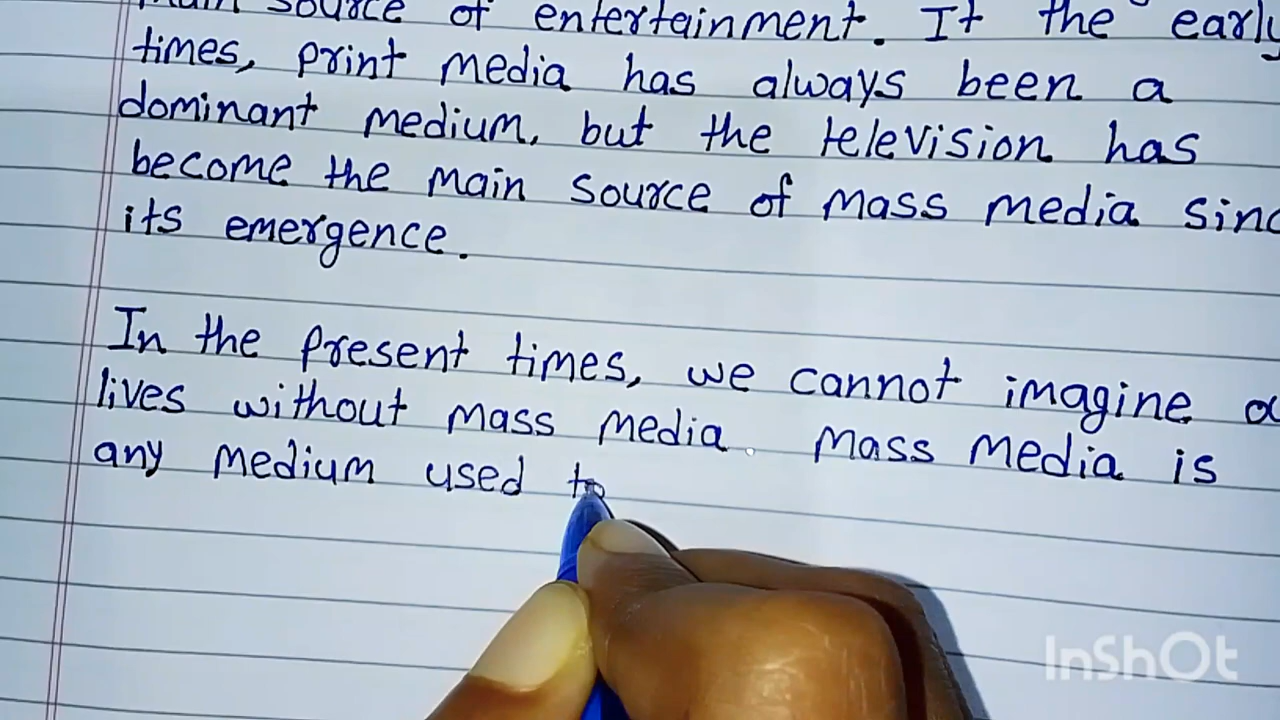 main source of entertainment. It the early
times, print media has always been a
dominant medium, but the television has
become the main source of mass media sinc
its emergence.
In the present times, we cannot imagine
lives without mass media. Mass media is
any medium used to
InShOt